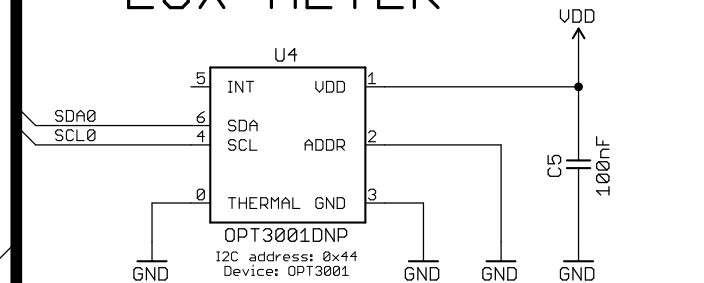 LUX METER
VDD
U4
5 INT VDD 1
SDA0 6 SDA
SCL0 4 SCL ADDR 2
C5 100nF
0 THERMAL GND 3
OPT3001DNP
I2C address: 0x44
Device: OPT3001
GND GND GND GND